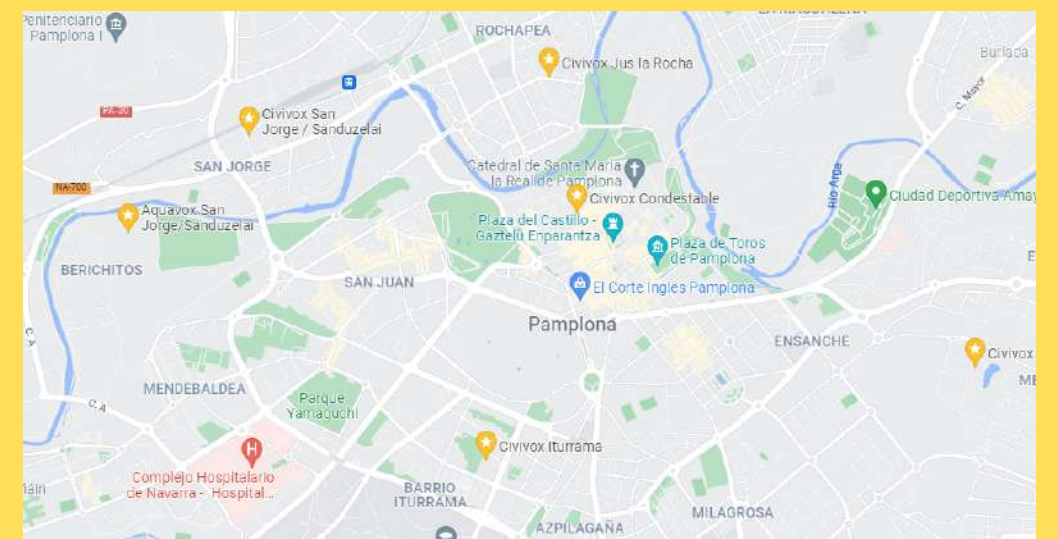 Penitenciario
Pamplona I
ROCHAPEA
Civivox Jus la Rocha
Burlada
C. Mayor
PA-30
Civivox San
Jorge / Sanduzelai
SAN JORGE
NA-700
Catedral de Santa María
la Real de Pamplona
Civivox Condestable
Río Arga
Ciudad Deportiva Amay
Aquavox San
Jorge/Sanduzelai
Plaza del Castillo -
Gaztelu Enparantza
Plaza de Toros
de Pamplona
BERICHITOS
SAN JUAN
El Corte Ingles Pamplona
Pamplona
ENSANCHE
C. A
Civivox
ME
MENDEBALDEA
Parque
Yamaguchi
C. A
Civivox Iturrama
Complejo Hospitalario
de Navarra - Hospital...
BARRIO
ITURRAMA
MILAGROSA
AZPILAGAÑA